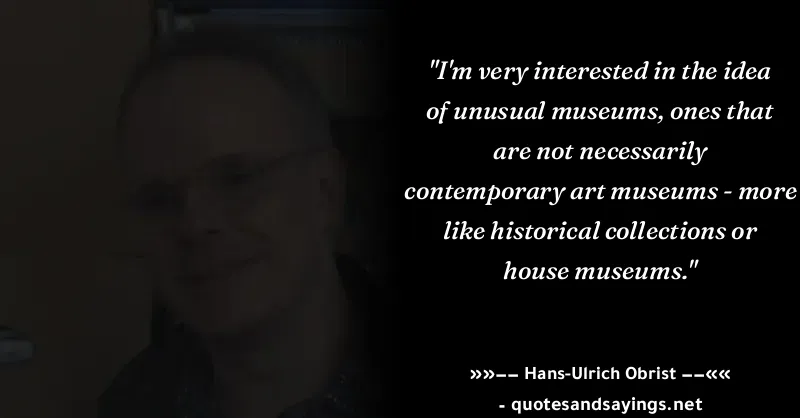 "I'm very interested in the idea
of unusual museums, ones that
are not necessarily
contemporary art museums - more
like historical collections or
house museums."
»»–– Hans-Ulrich Obrist ––««
- quotesandsayings.net